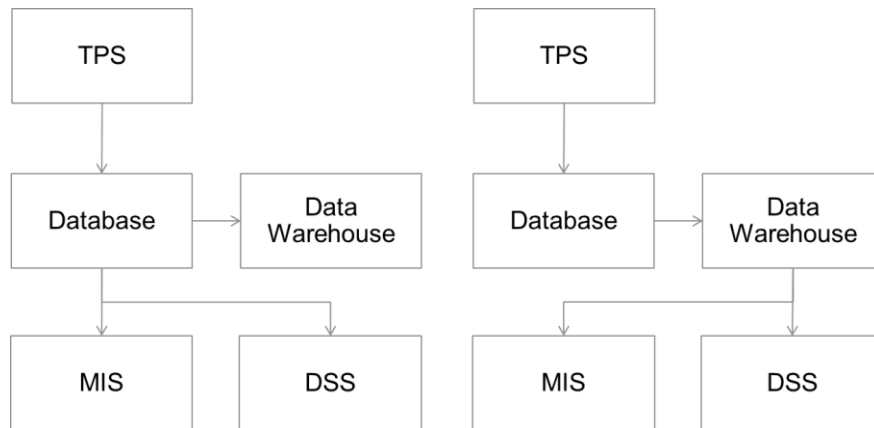 TPS
TPS
Database
Data
Warehouse
Database
Data
Warehouse
MIS
DSS
MIS
DSS